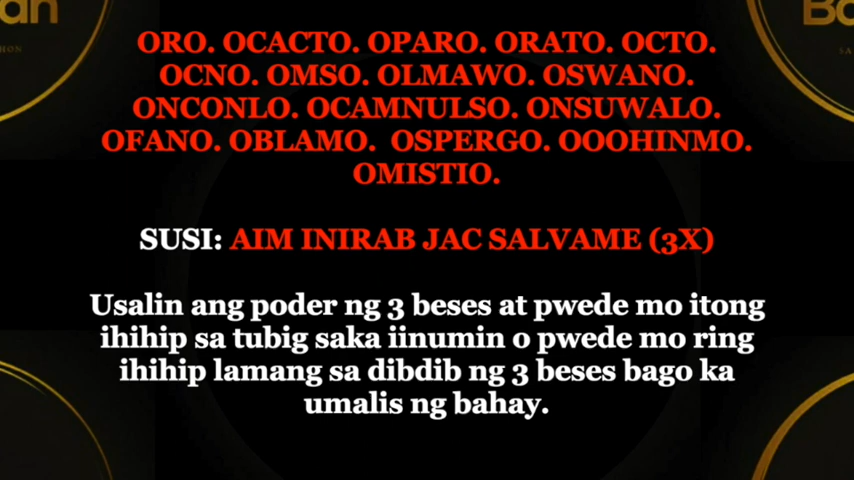 ORO. OCACTO. OPARO. ORATO. OCTO.
OCNO. OMSO. OLMAWO. OSWANO.
ONCONLO. OCAMNULSO. ONSUWALO.
OFANO. OBLAMO. OSPERGO. OOOHINMO.
OMISTIO.
SUSI: AIM INIRAB JAC SALVAME (3X)
Usalin ang poder ng 3 beses at pwede mo itong
ihihip sa tubig saka iinumin o pwede mo ring
ihihip lamang sa dibdib ng 3 beses bago ka
umalis ng bahay.